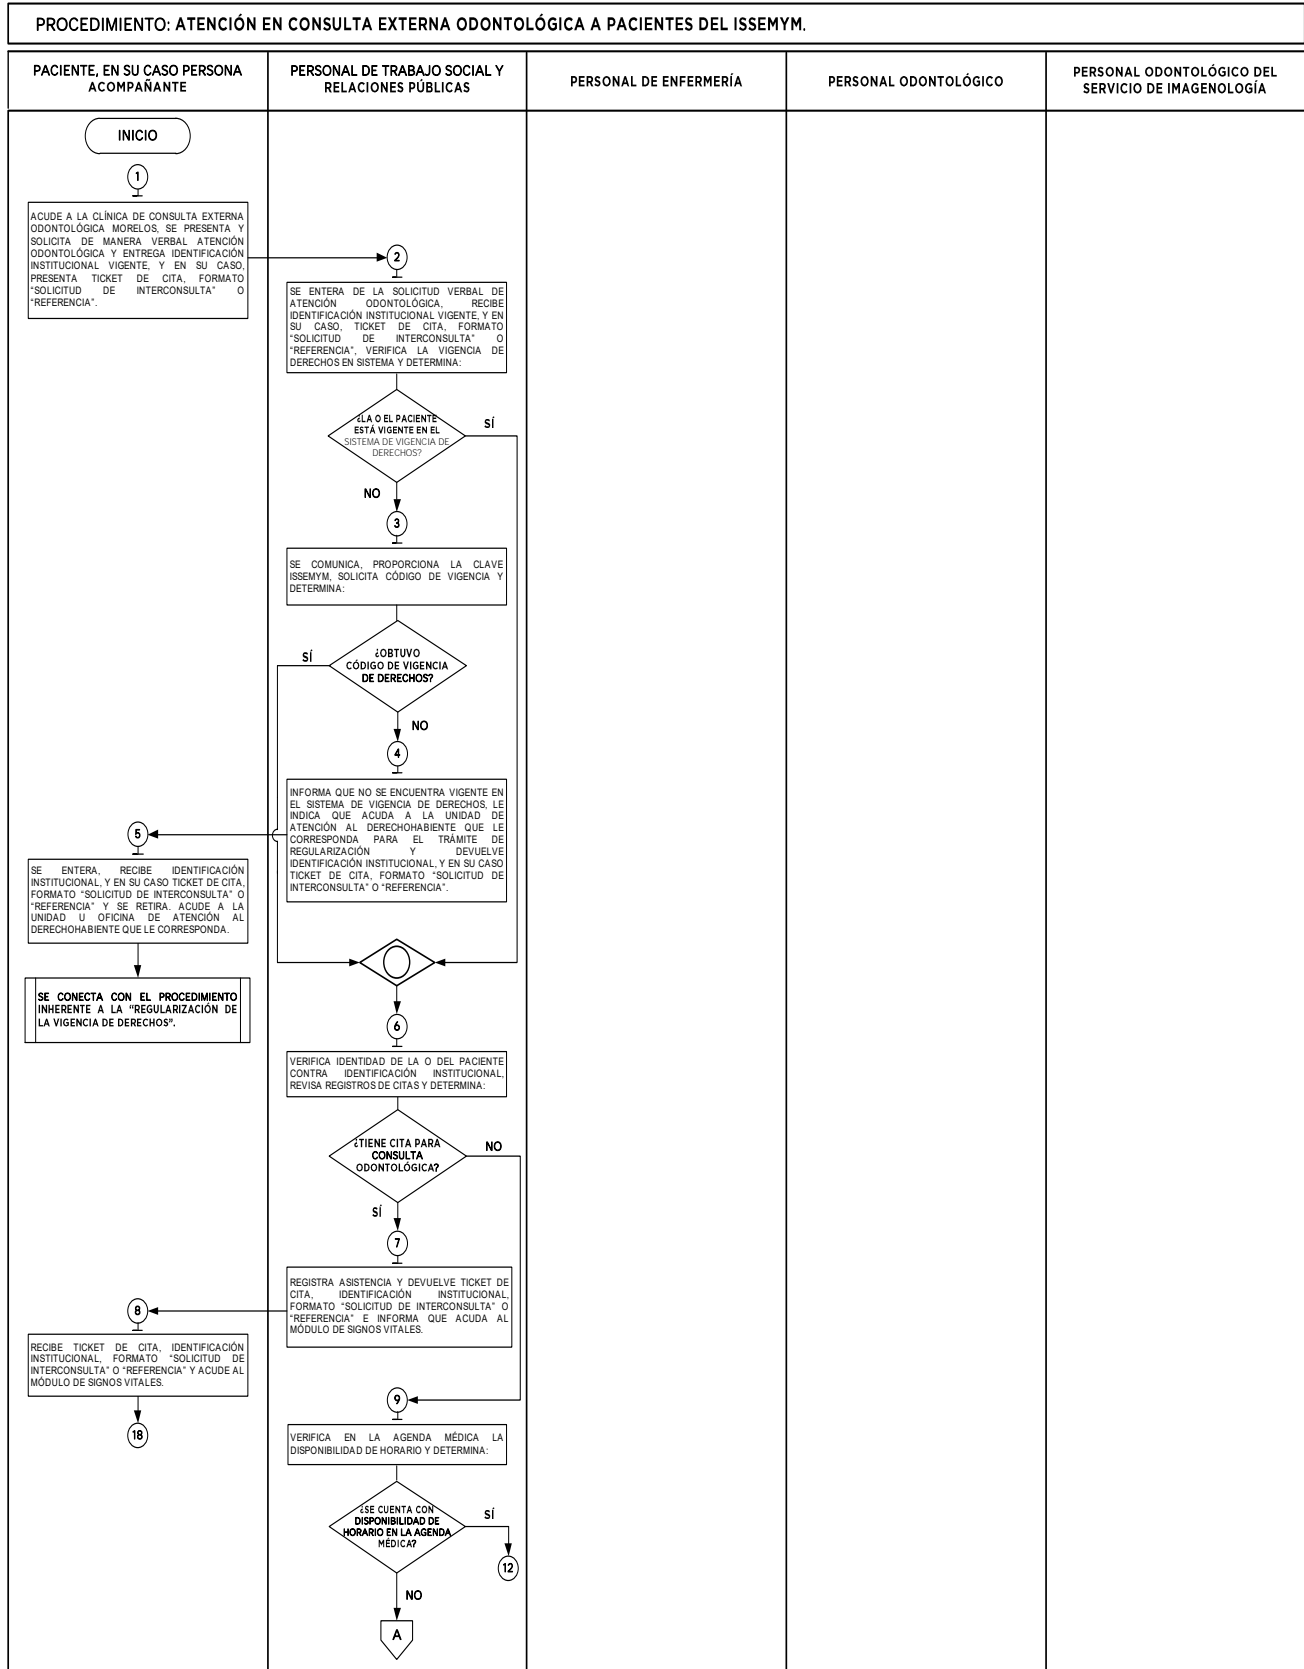 PROCEDIMIENTO: ATENCIÓN EN CONSULTA EXTERNA ODONTOLÓGICA A PACIENTES DEL ISSEMYM.
PACIENTE, EN SU CASO PERSONA
ACOMPAÑANTE
PERSONAL DE TRABAJO SOCIAL Y
RELACIONES PÚBLICAS
PERSONAL DE ENFERMERÍA
PERSONAL ODONTOLÓGICO
PERSONAL ODONTOLÓGICO DEL
SERVICIO DE IMAGENOLOGÍA
INICIO
1
ACUDE A LA CLÍNICA DE CONSULTA EXTERNA
ODONTOLÓGICA MORELOS, SE PRESENTA Y
SOLICITA DE MANERA VERBAL ATENCIÓN
ODONTOLÓGICA Y ENTREGA IDENTIFICACIÓN
INSTITUCIONAL VIGENTE, Y EN SU CASO,
PRESENTA TICKET DE CITA, FORMATO
“SOLICITUD DE INTERCONSULTA” O
“REFERENCIA”.
2
SE ENTERA DE LA SOLICITUD VERBAL DE
ATENCIÓN ODONTOLÓGICA, RECIBE
IDENTIFICACIÓN INSTITUCIONAL VIGENTE, Y EN
SU CASO, TICKET DE CITA, FORMATO
“SOLICITUD DE INTERCONSULTA” O
“REFERENCIA”, VERIFICA LA VIGENCIA DE
DERECHOS EN SISTEMA Y DETERMINA:
¿LA O EL PACIENTE
ESTÁ VIGENTE EN EL
SISTEMA DE VIGENCIA DE
DERECHOS?
SÍ
NO
3
SE COMUNICA, PROPORCIONA LA CLAVE
ISSEMYM, SOLICITA CÓDIGO DE VIGENCIA Y
DETERMINA:
¿OBTUVO
CÓDIGO DE VIGENCIA
DE DERECHOS?
SÍ
NO
4
INFORMA QUE NO SE ENCUENTRA VIGENTE EN
EL SISTEMA DE VIGENCIA DE DERECHOS, LE
INDICA QUE ACUDA A LA UNIDAD DE
ATENCIÓN AL DERECHOHABIENTE QUE LE
CORRESPONDA PARA EL TRÁMITE DE
REGULARIZACIÓN Y DEVUELVE
IDENTIFICACIÓN INSTITUCIONAL, Y EN SU CASO
TICKET DE CITA, FORMATO “SOLICITUD DE
INTERCONSULTA” O “REFERENCIA”.
5
SE ENTERA, RECIBE IDENTIFICACIÓN
INSTITUCIONAL, Y EN SU CASO TICKET DE CITA,
FORMATO “SOLICITUD DE INTERCONSULTA” O
“REFERENCIA” Y SE RETIRA. ACUDE A LA
UNIDAD U OFICINA DE ATENCIÓN AL
DERECHOHABIENTE QUE LE CORRESPONDA.
SE CONECTA CON EL PROCEDIMIENTO
INHERENTE A LA “REGULARIZACIÓN DE
LA VIGENCIA DE DERECHOS”.
6
VERIFICA IDENTIDAD DE LA O DEL PACIENTE
CONTRA IDENTIFICACIÓN INSTITUCIONAL,
REVISA REGISTROS DE CITAS Y DETERMINA:
¿TIENE CITA PARA
CONSULTA
ODONTOLÓGICA?
NO
SÍ
7
REGISTRA ASISTENCIA Y DEVUELVE TICKET DE
CITA, IDENTIFICACIÓN INSTITUCIONAL,
FORMATO “SOLICITUD DE INTERCONSULTA” O
“REFERENCIA” E INFORMA QUE ACUDA AL
MÓDULO DE SIGNOS VITALES.
8
RECIBE TICKET DE CITA, IDENTIFICACIÓN
INSTITUCIONAL, FORMATO “SOLICITUD DE
INTERCONSULTA” O “REFERENCIA” Y ACUDE AL
MÓDULO DE SIGNOS VITALES.
18
9
VERIFICA EN LA AGENDA MÉDICA LA
DISPONIBILIDAD DE HORARIO Y DETERMINA:
¿SE CUENTA CON
DISPONIBILIDAD DE
HORARIO EN LA AGENDA
MÉDICA?
SÍ
12
NO
A